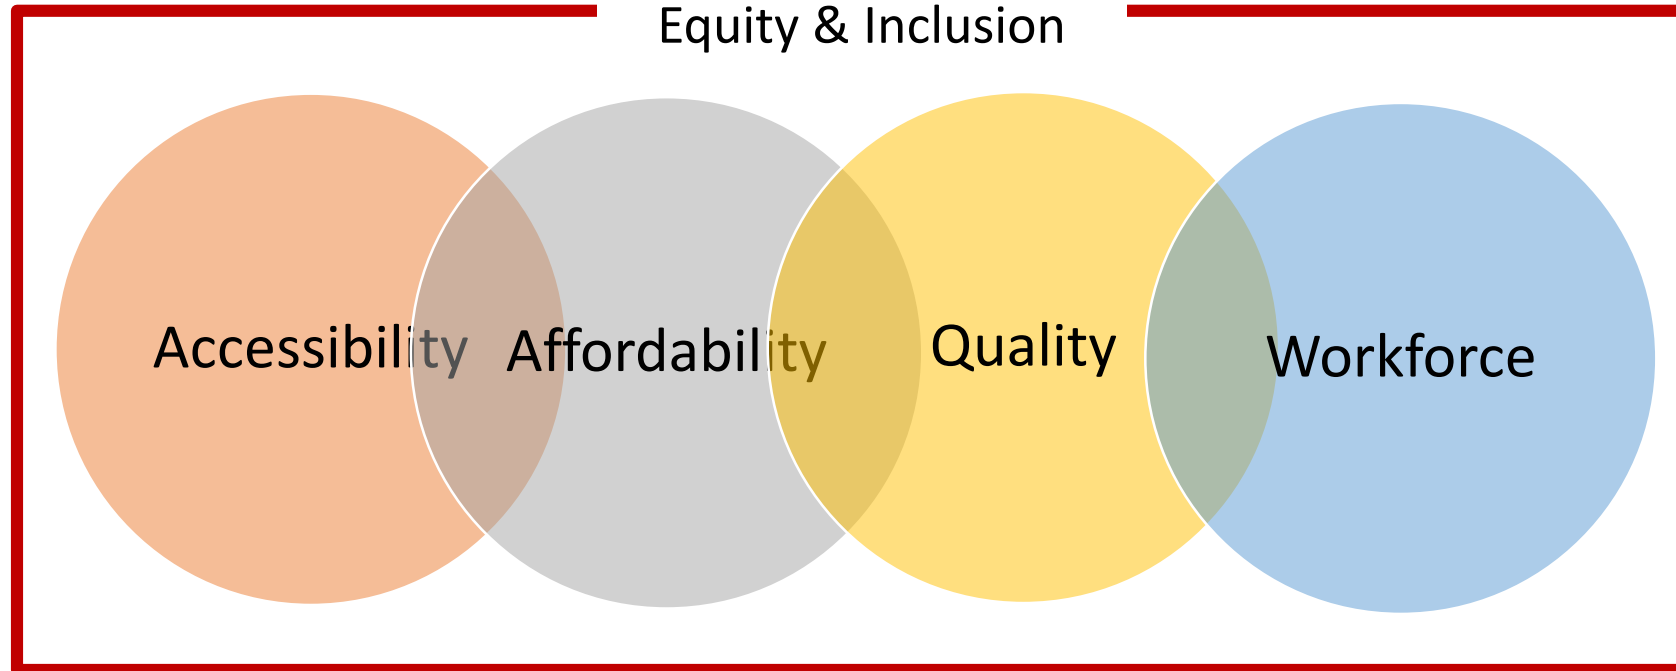 Equity & Inclusion
Accessibility
Affordability
Quality
Workforce